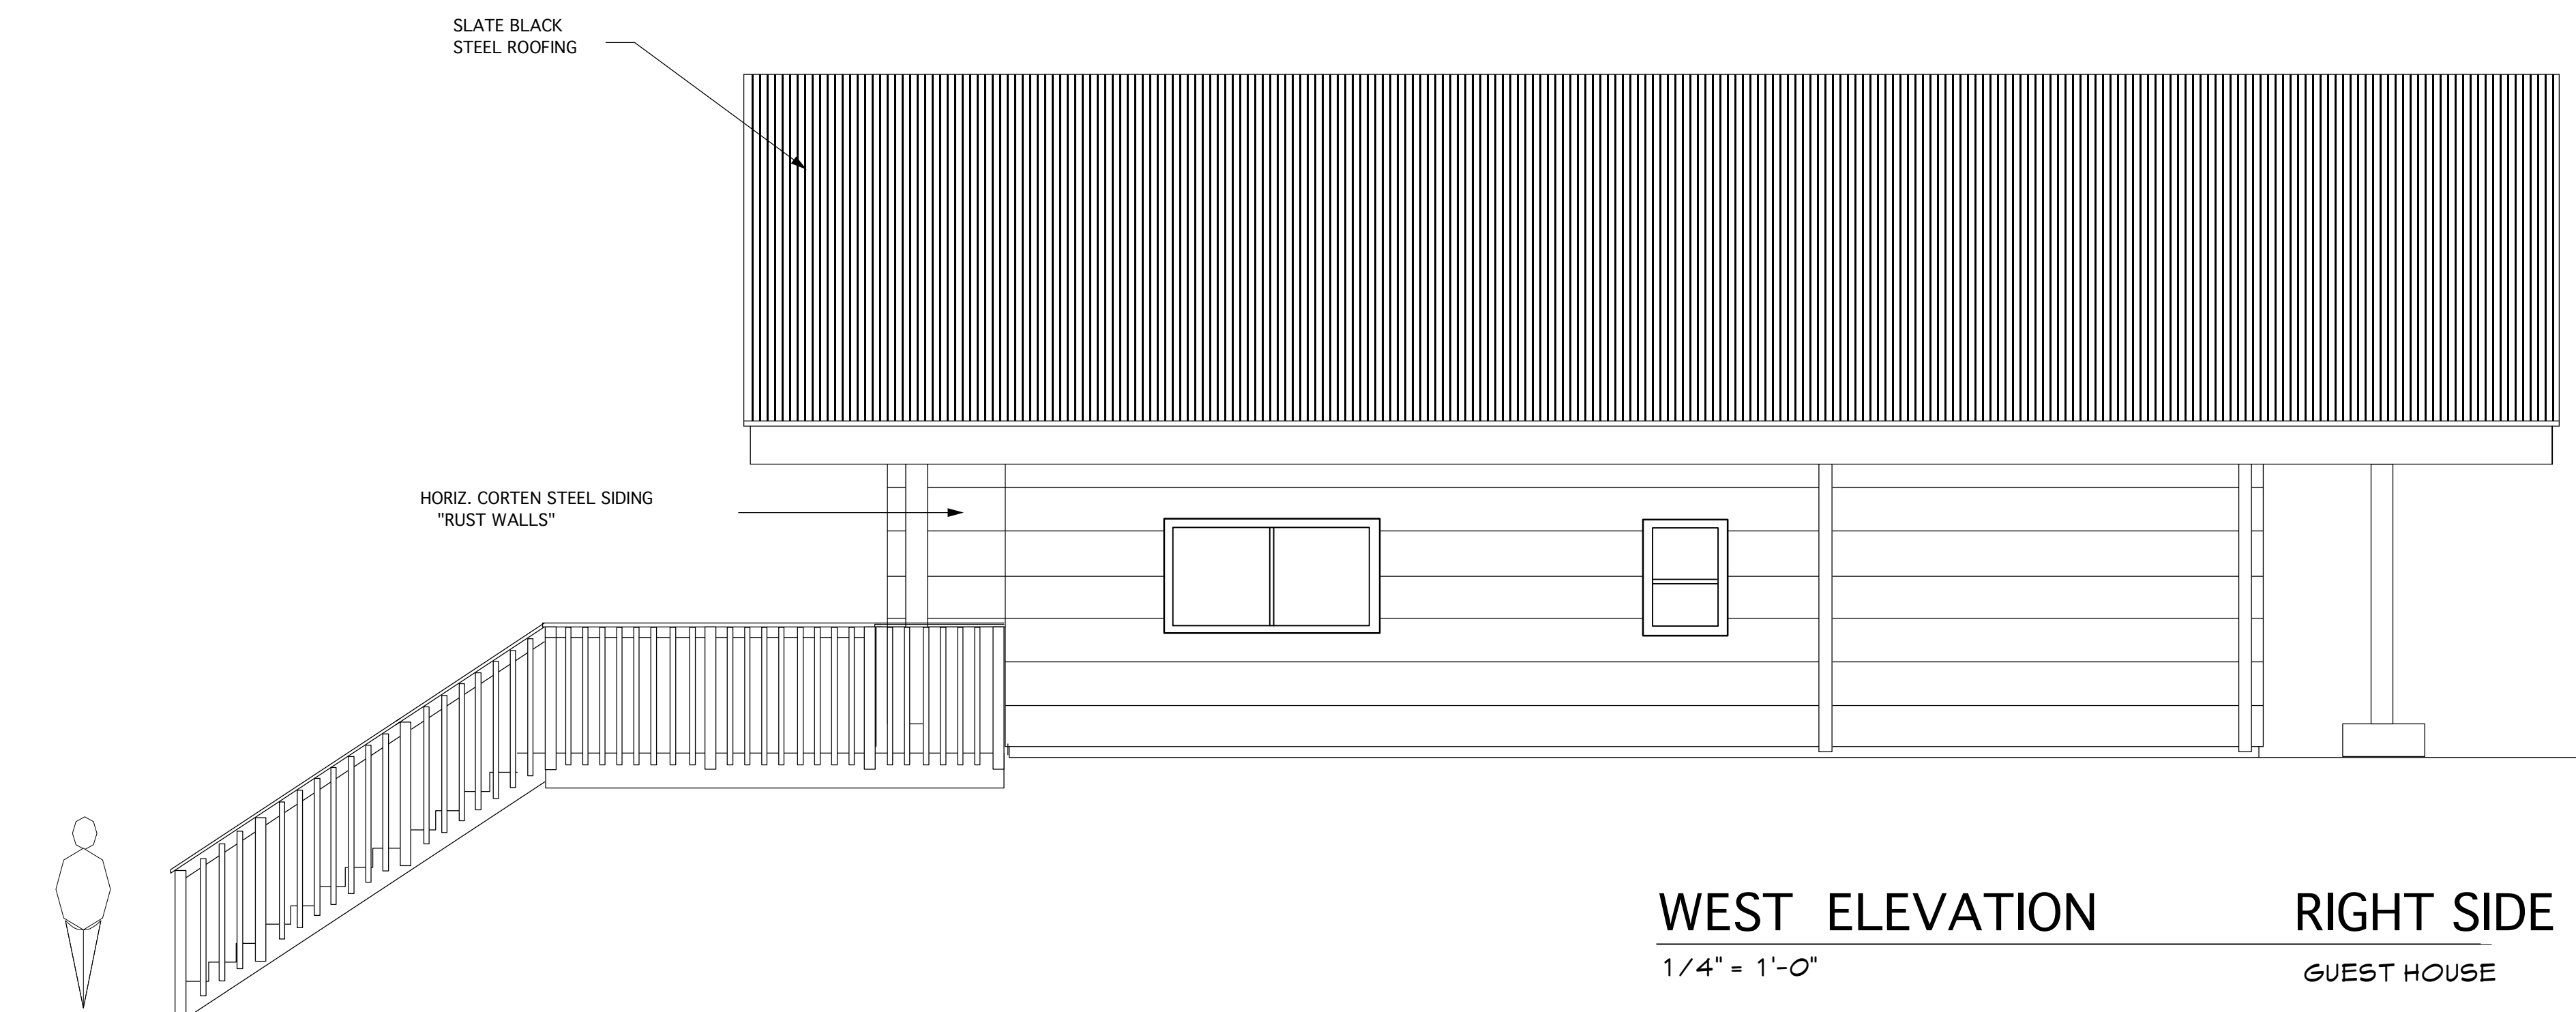 SLATE BLACK
STEEL ROOFING
HORIZ. CORTEN STEEL SIDING
"RUST WALLS"
WEST ELEVATION RIGHT SIDE
1/4" = 1'-0" GUEST HOUSE